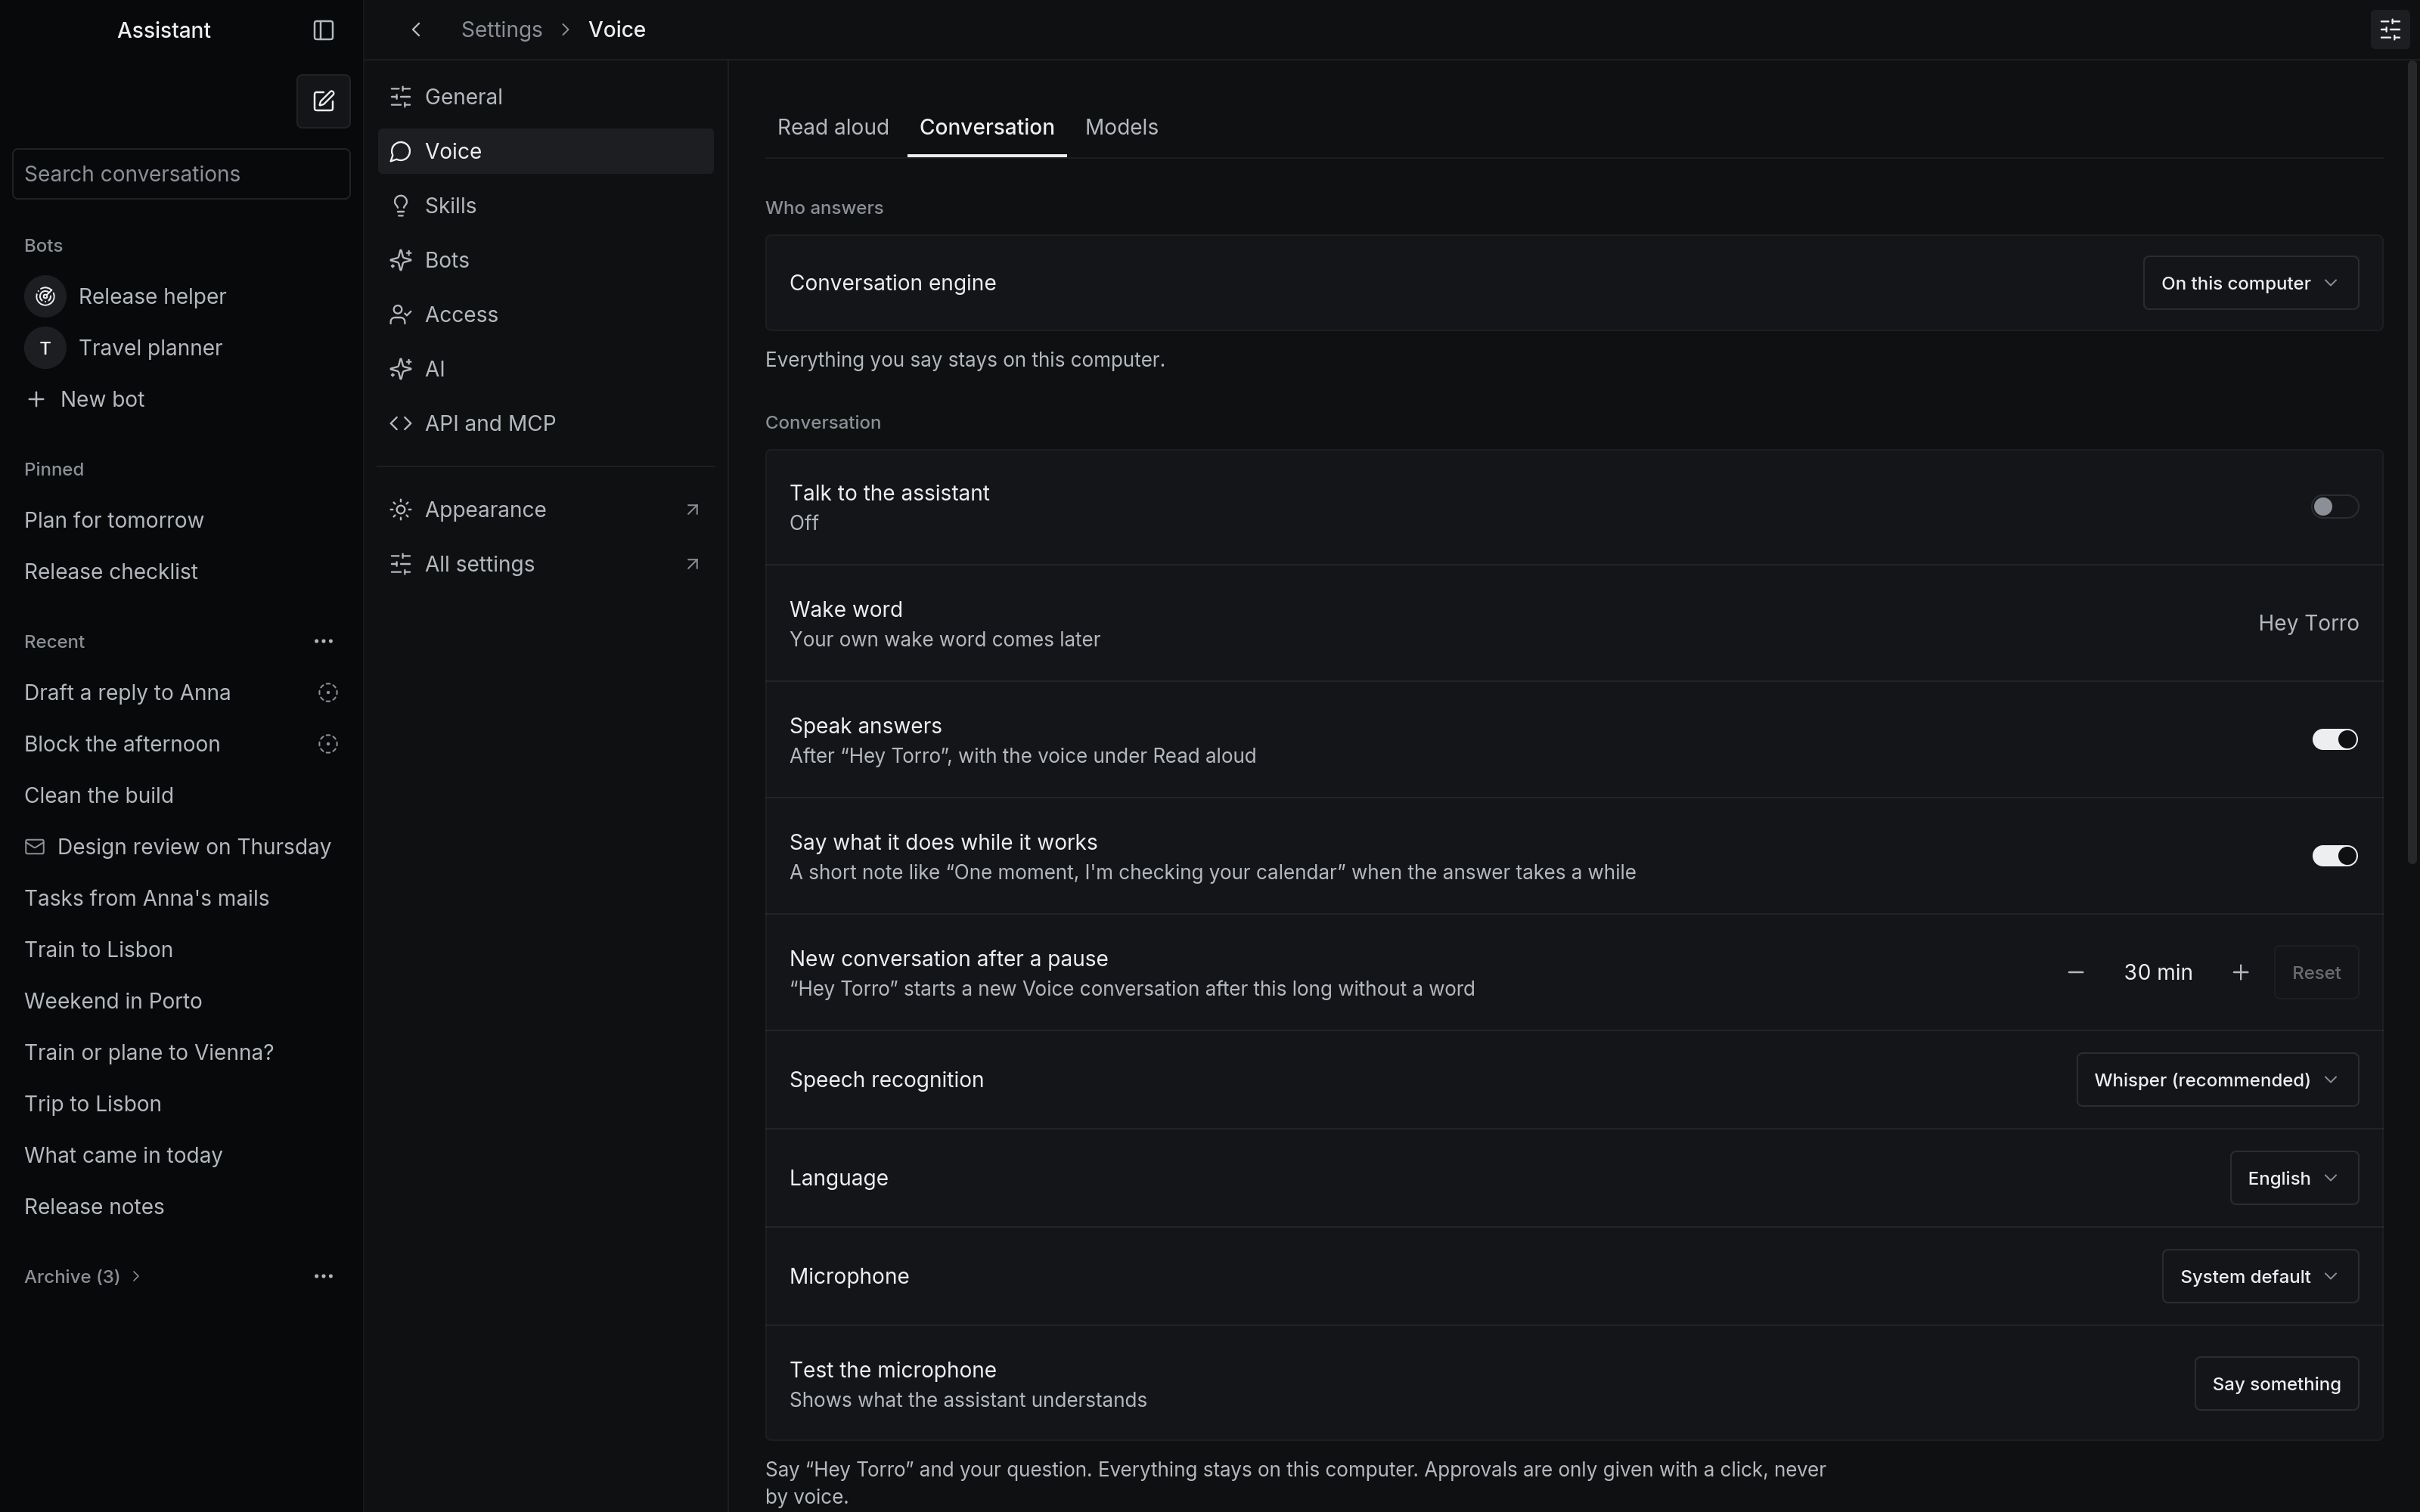 Assistant
Search conversations
Bots
Release helper
T Travel planner
New bot
Pinned
Plan for tomorrow
Release checklist
Recent
Draft a reply to Anna
Block the afternoon
Clean the build
Design review on Thursday
Tasks from Anna's mails
Train to Lisbon
Weekend in Porto
Train or plane to Vienna?
Trip to Lisbon
What came in today
Release notes
Archive (3)
Settings > Voice
General
Voice
Skills
Bots
Access
AI
API and MCP
Appearance
All settings
Read aloud Conversation Models
Who answers
Conversation engine On this computer
Everything you say stays on this computer.
Conversation
Talk to the assistant
Off
Wake word
Your own wake word comes later
Hey Torro
Speak answers
After “Hey Torro”, with the voice under Read aloud
Say what it does while it works
A short note like “One moment, I'm checking your calendar” when the answer takes a while
New conversation after a pause
“Hey Torro” starts a new Voice conversation after this long without a word
30 min Reset
Speech recognition Whisper (recommended)
Language English
Microphone System default
Test the microphone
Shows what the assistant understands
Say something
Say “Hey Torro” and your question. Everything stays on this computer. Approvals are only given with a click, never
by voice.